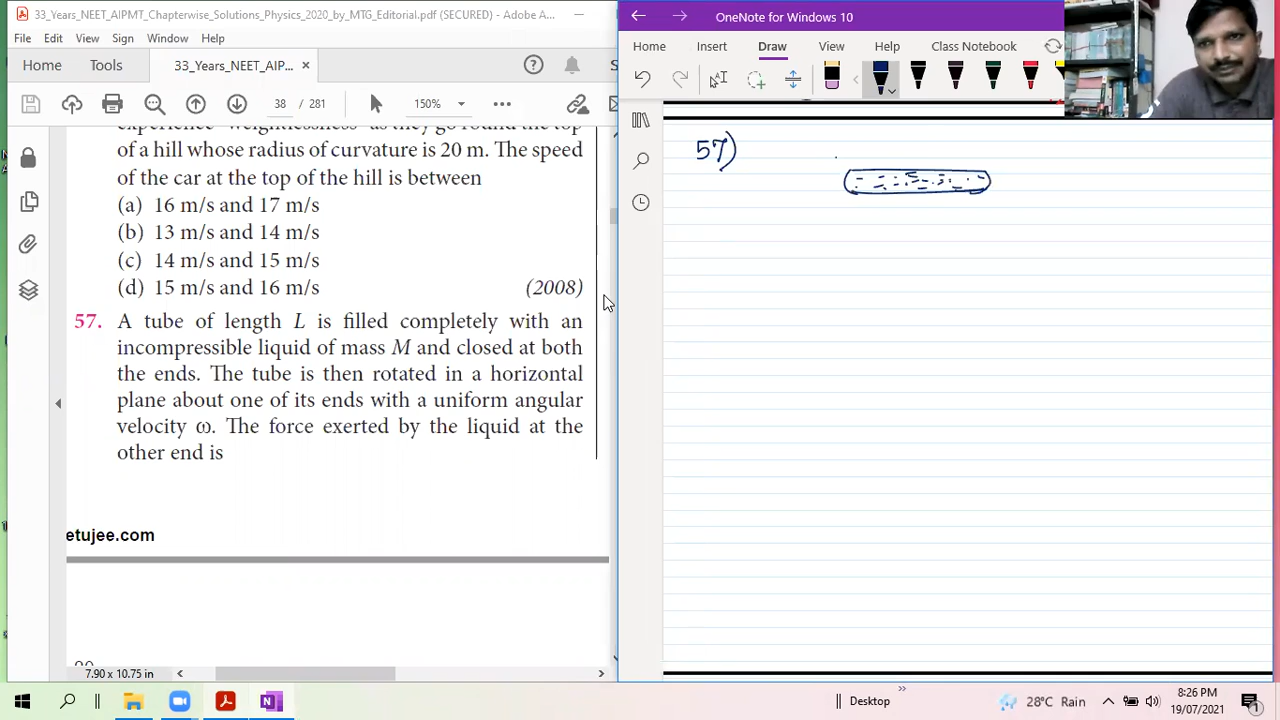 33_Years_NEET_AIPMT_Chapterwise_Solutions_Physics_2020_by_MTG_Editorial.pdf (SECURED) - Adobe A...
File Edit View Sign Window Help
Home Tools 33_Years_NEET_AIP...
38 / 281 150%
of a hill whose radius of curvature is 20 m. The speed
of the car at the top of the hill is between
(a) 16 m/s and 17 m/s
(b) 13 m/s and 14 m/s
(c) 14 m/s and 15 m/s
(d) 15 m/s and 16 m/s (2008)
57. A tube of length L is filled completely with an
incompressible liquid of mass M and closed at both
the ends. The tube is then rotated in a horizontal
plane about one of its ends with a uniform angular
velocity ω. The force exerted by the liquid at the
other end is
etujee.com
7.90 x 10.75 in
OneNote for Windows 10
Home Insert Draw View Help Class Notebook
57)
Desktop
28°C Rain
8:26 PM
19/07/2021